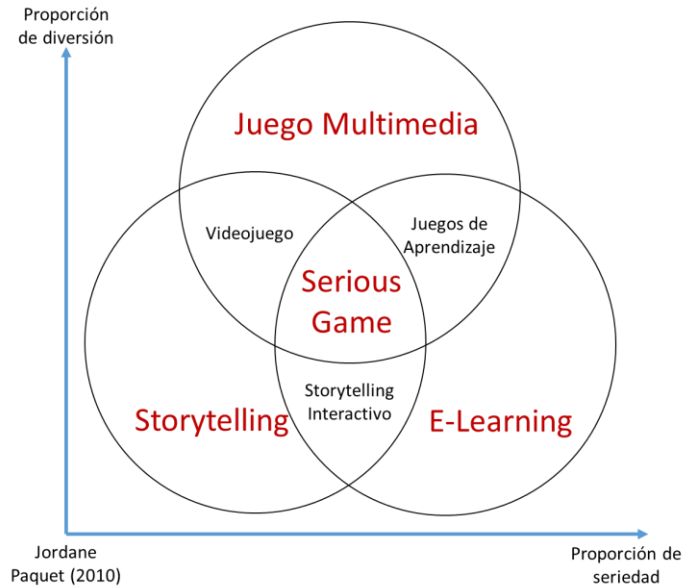 Proporción
de diversión
Juego Multimedia
Videojuego
Juegos de
Aprendizaje
Serious
Game
Storytelling
Interactivo
Storytelling
E-Learning
Jordane
Paquet (2010)
Proporción de
seriedad